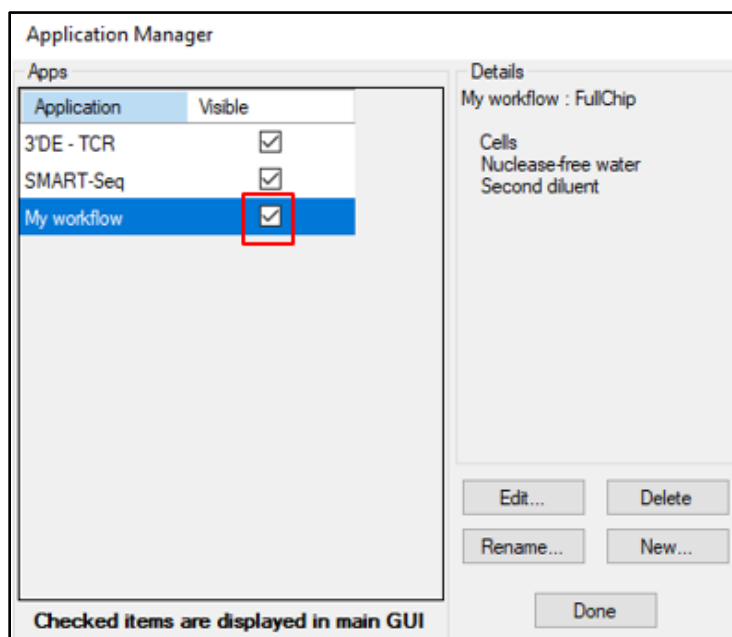 Application Manager
Apps
Application Visible
3'DE - TCR
SMART-Seq
My workflow
Checked items are displayed in main GUI
Details
My workflow : FullChip
Cells
Nuclease-free water
Second diluent
Edit... Delete
Rename... New...
Done